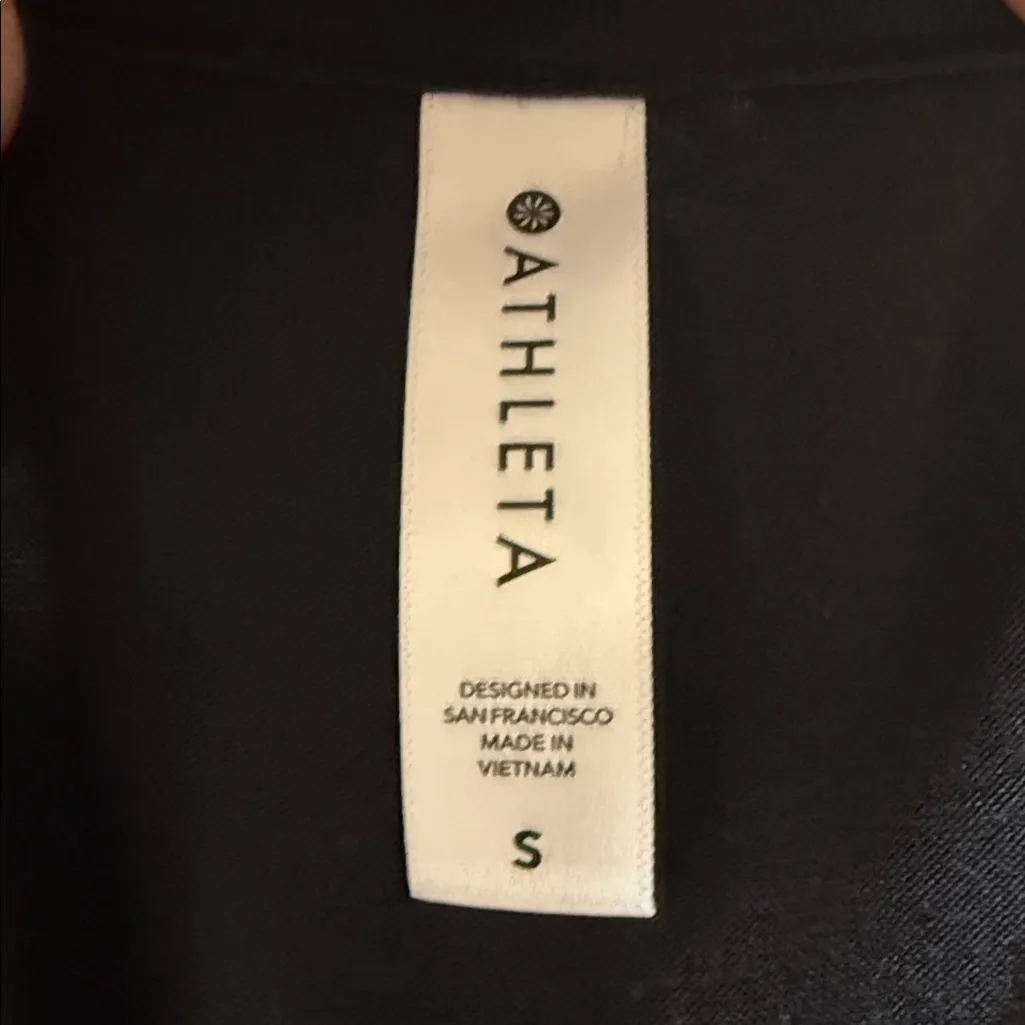 ATHLETA
DESIGNED IN
SAN FRANCISCO
MADE IN
VIETNAM
S